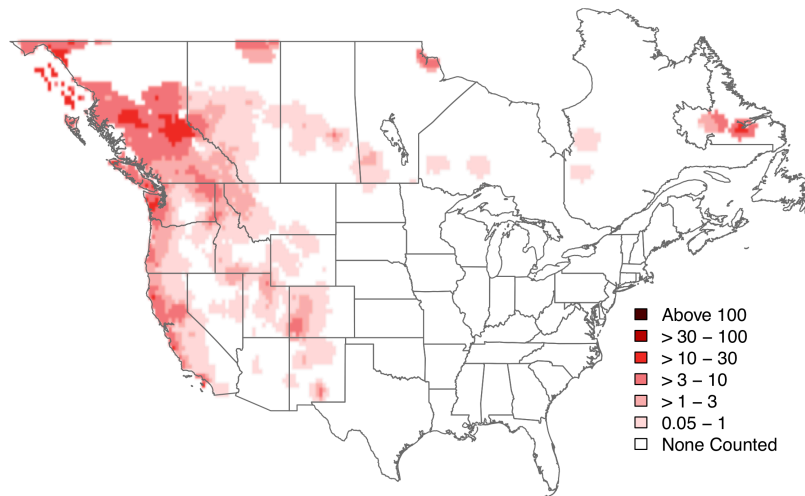 Above 100
> 30 − 100
> 10 − 30
> 3 − 10
> 1 − 3
0.05 − 1
None Counted